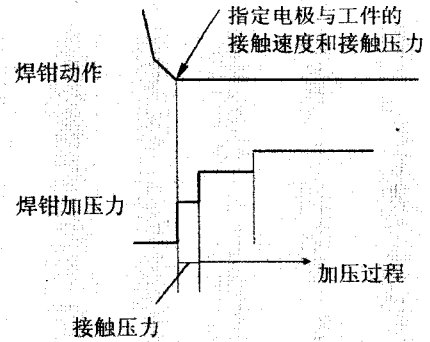 指定电极与工件的
接触速度和接触压力
焊钳动作
焊钳加压力
加压过程
接触压力